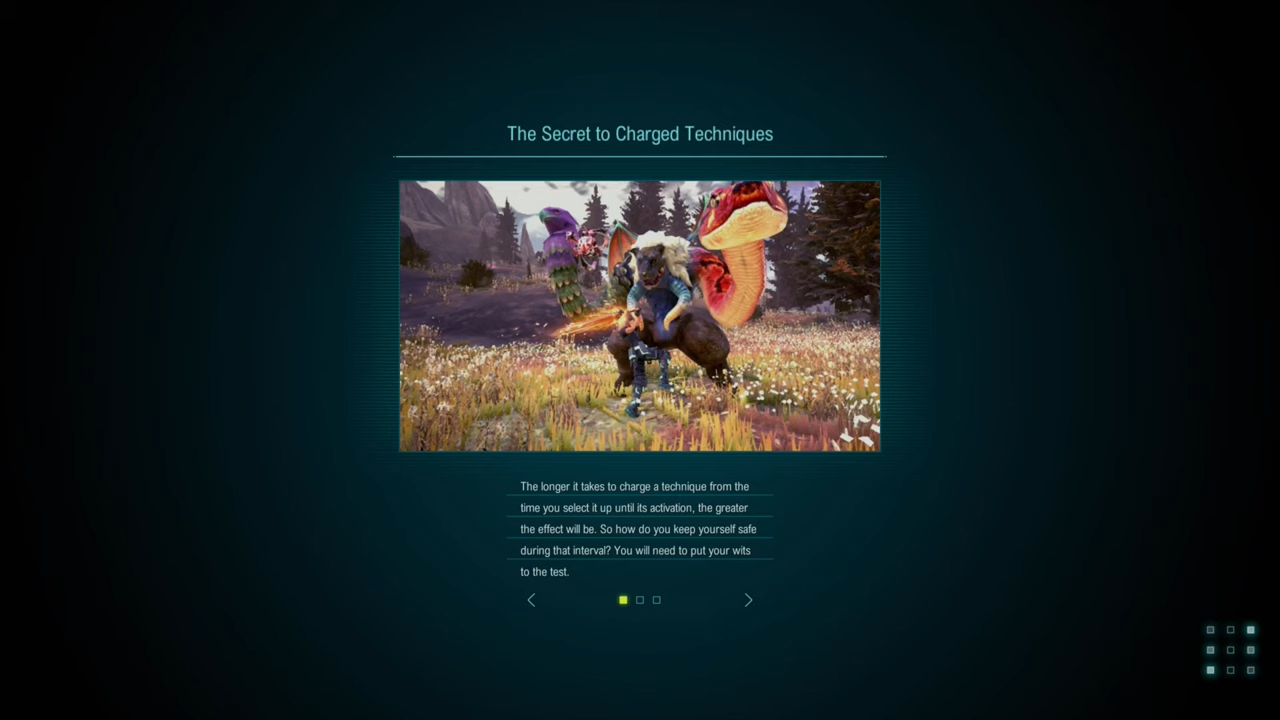 The Secret to Charged Techniques
The longer it takes to charge a technique from the
time you select it up until its activation, the greater
the effect will be. So how do you keep yourself safe
during that interval? You will need to put your wits
to the test.